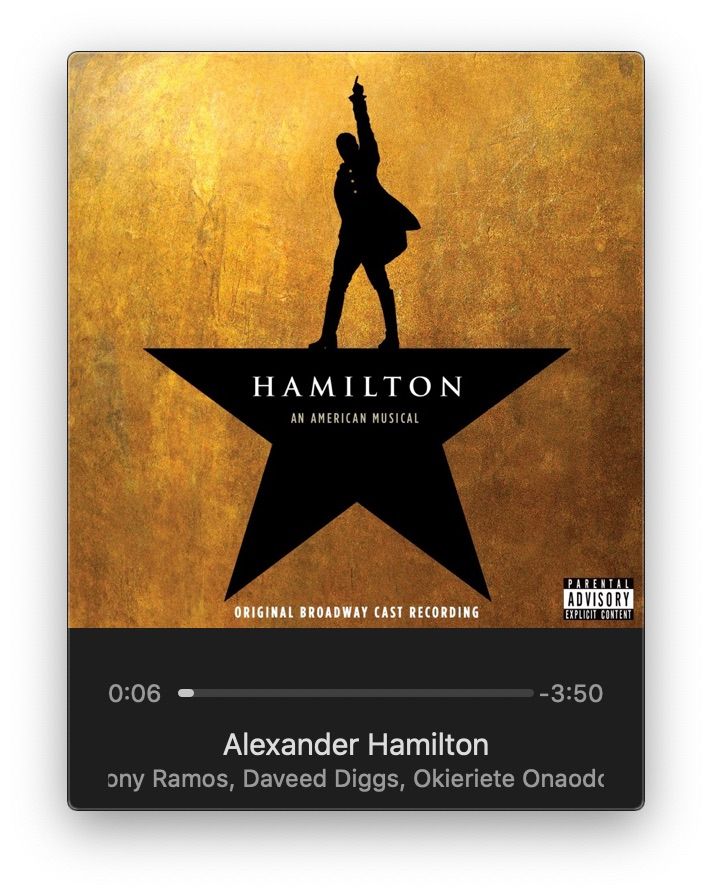 HAMILTON
AN AMERICAN MUSICAL
ORIGINAL BROADWAY CAST RECORDING
PARENTAL
ADVISORY
EXPLICIT CONTENT
0:06 -3:50
Alexander Hamilton
ony Ramos, Daveed Diggs, Okieriete Onaodo